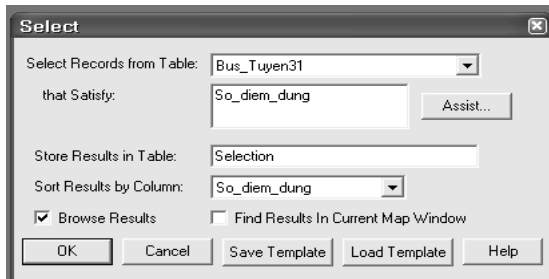 Select
Select Records from Table: Bus_Tuyen31
that Satisfy: So_diem_dung
Assist...
Store Results in Table: Selection
Sort Results by Column: So_diem_dung
Browse Results Find Results In Current Map Window
OK Cancel Save Template Load Template Help